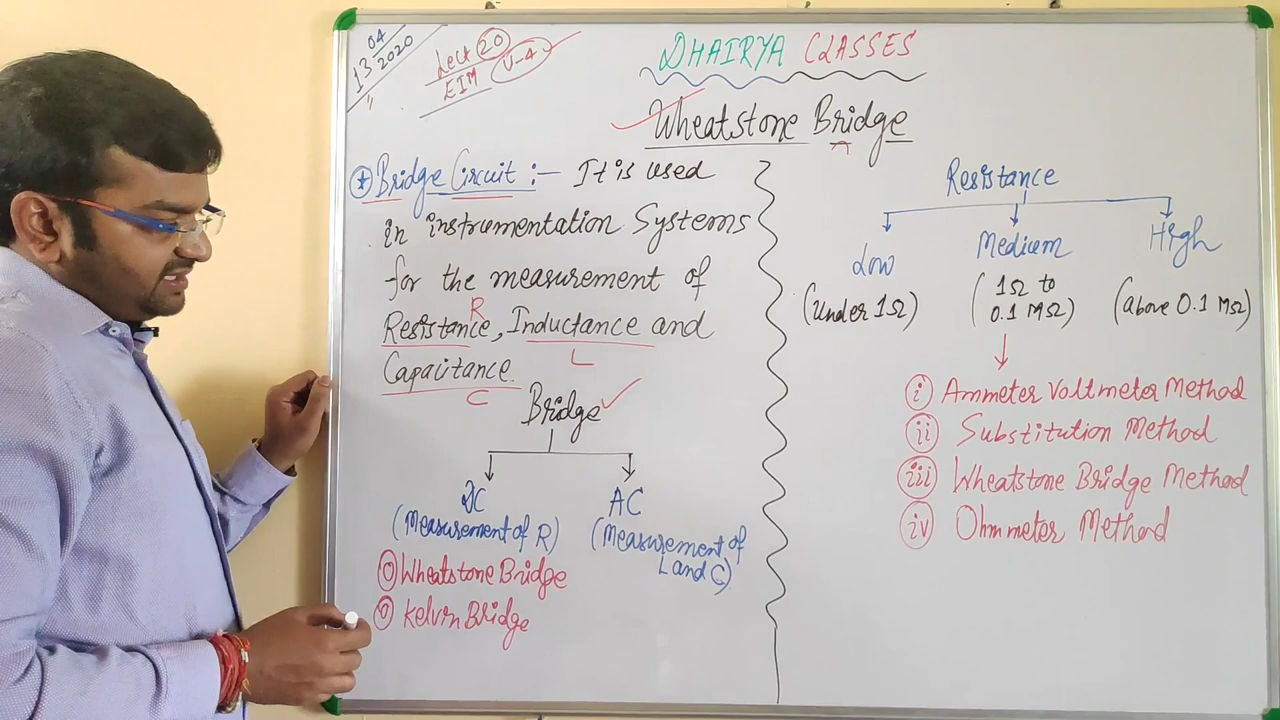 13 04 2020
Lect 20
EIM U-4
DHAIRYA CLASSES
Wheatstone Bridge
Bridge Circuit :- It is used
in instrumentation Systems
for the measurement of
R
Resistance, Inductance and
L
Capacitance.
C
Bridge
DC
AC
(Measurement of R)
(Measurement of
L and C)
Wheatstone Bridge
Kelvin Bridge
Resistance
Low
Medium
High
(Under 1Ω)
(1Ω to
0.1 MΩ)
(above 0.1 MΩ)
i Ammeter Voltmeter Method
ii Substitution Method
iii Wheatstone Bridge Method
iv Ohmmeter Method